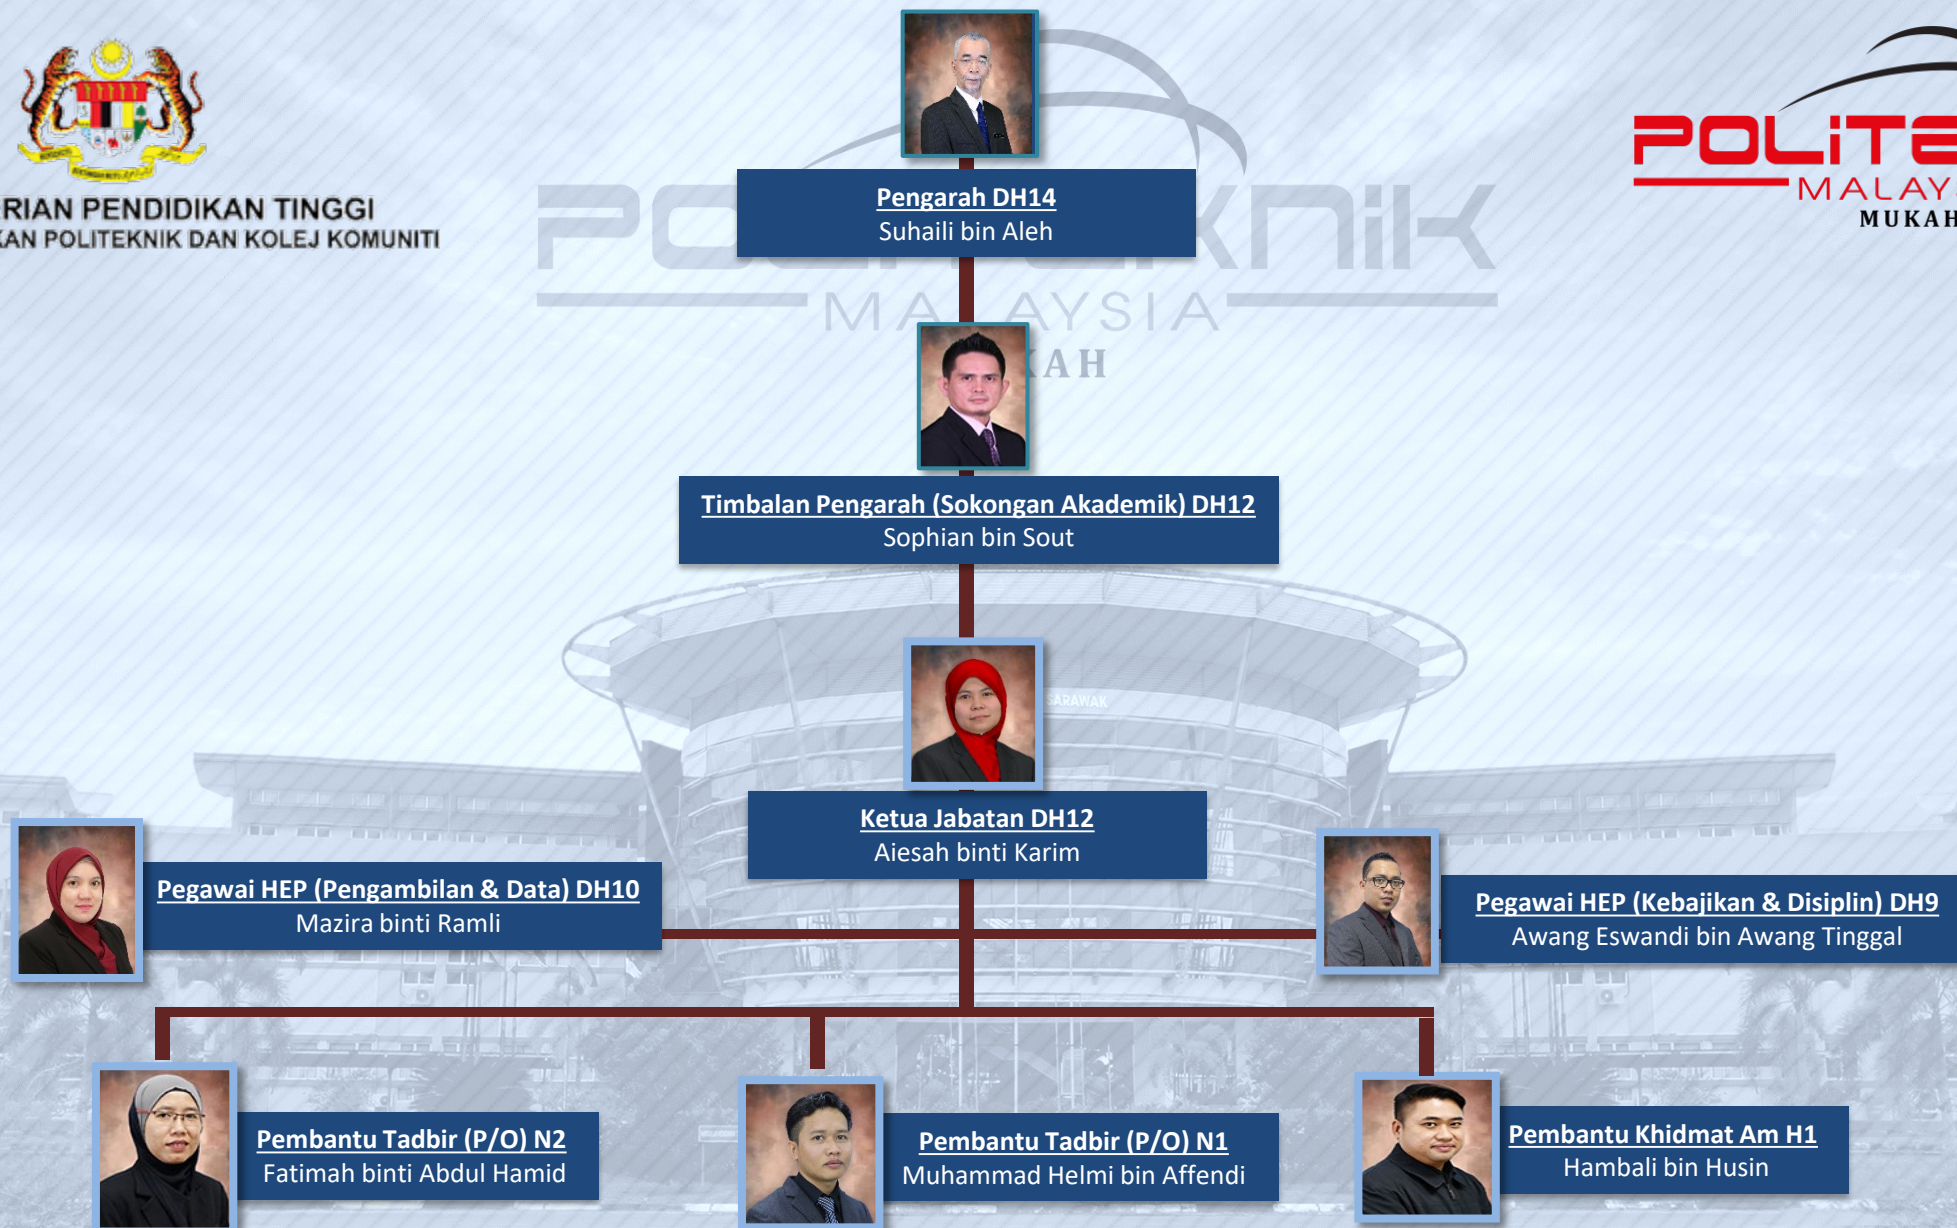 RIAN PENDIDIKAN TINGGI
KAN POLITEKNIK DAN KOLEJ KOMUNITI
POLiTE
MALAY
MUKAH
Pengarah DH14
Suhaili bin Aleh
MALAYSIA
KAH
Timbalan Pengarah (Sokongan Akademik) DH12
Sophian bin Sout
SARAWAK
Ketua Jabatan DH12
Aiesah binti Karim
Pegawai HEP (Pengambilan & Data) DH10
Mazira binti Ramli
Pegawai HEP (Kebajikan & Disiplin) DH9
Awang Eswandi bin Awang Tinggal
Pembantu Tadbir (P/O) N2
Fatimah binti Abdul Hamid
Pembantu Tadbir (P/O) N1
Muhammad Helmi bin Affendi
Pembantu Khidmat Am H1
Hambali bin Husin